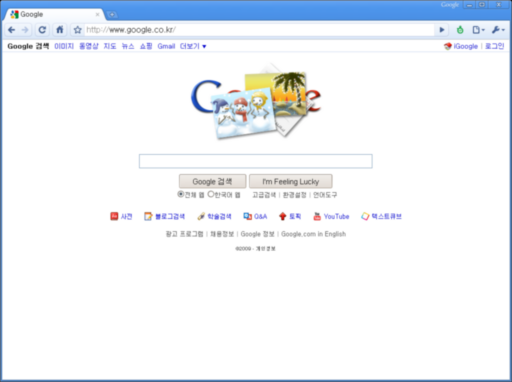 Google
Google
http://www.google.co.kr/
Google 검색 이미지 동영상 지도 뉴스 쇼핑 Gmail 더보기 ▼ iGoogle | 로그인
Google 검색 I'm Feeling Lucky
전체 웹 한국어 웹 고급검색 | 환경설정 | 언어도구
사전 블로그검색 학술검색 Q&A 토픽 YouTube 텍스트큐브
광고 프로그램 | 채용정보 | Google 정보 | Google.com in English
©2009 - 개인정보